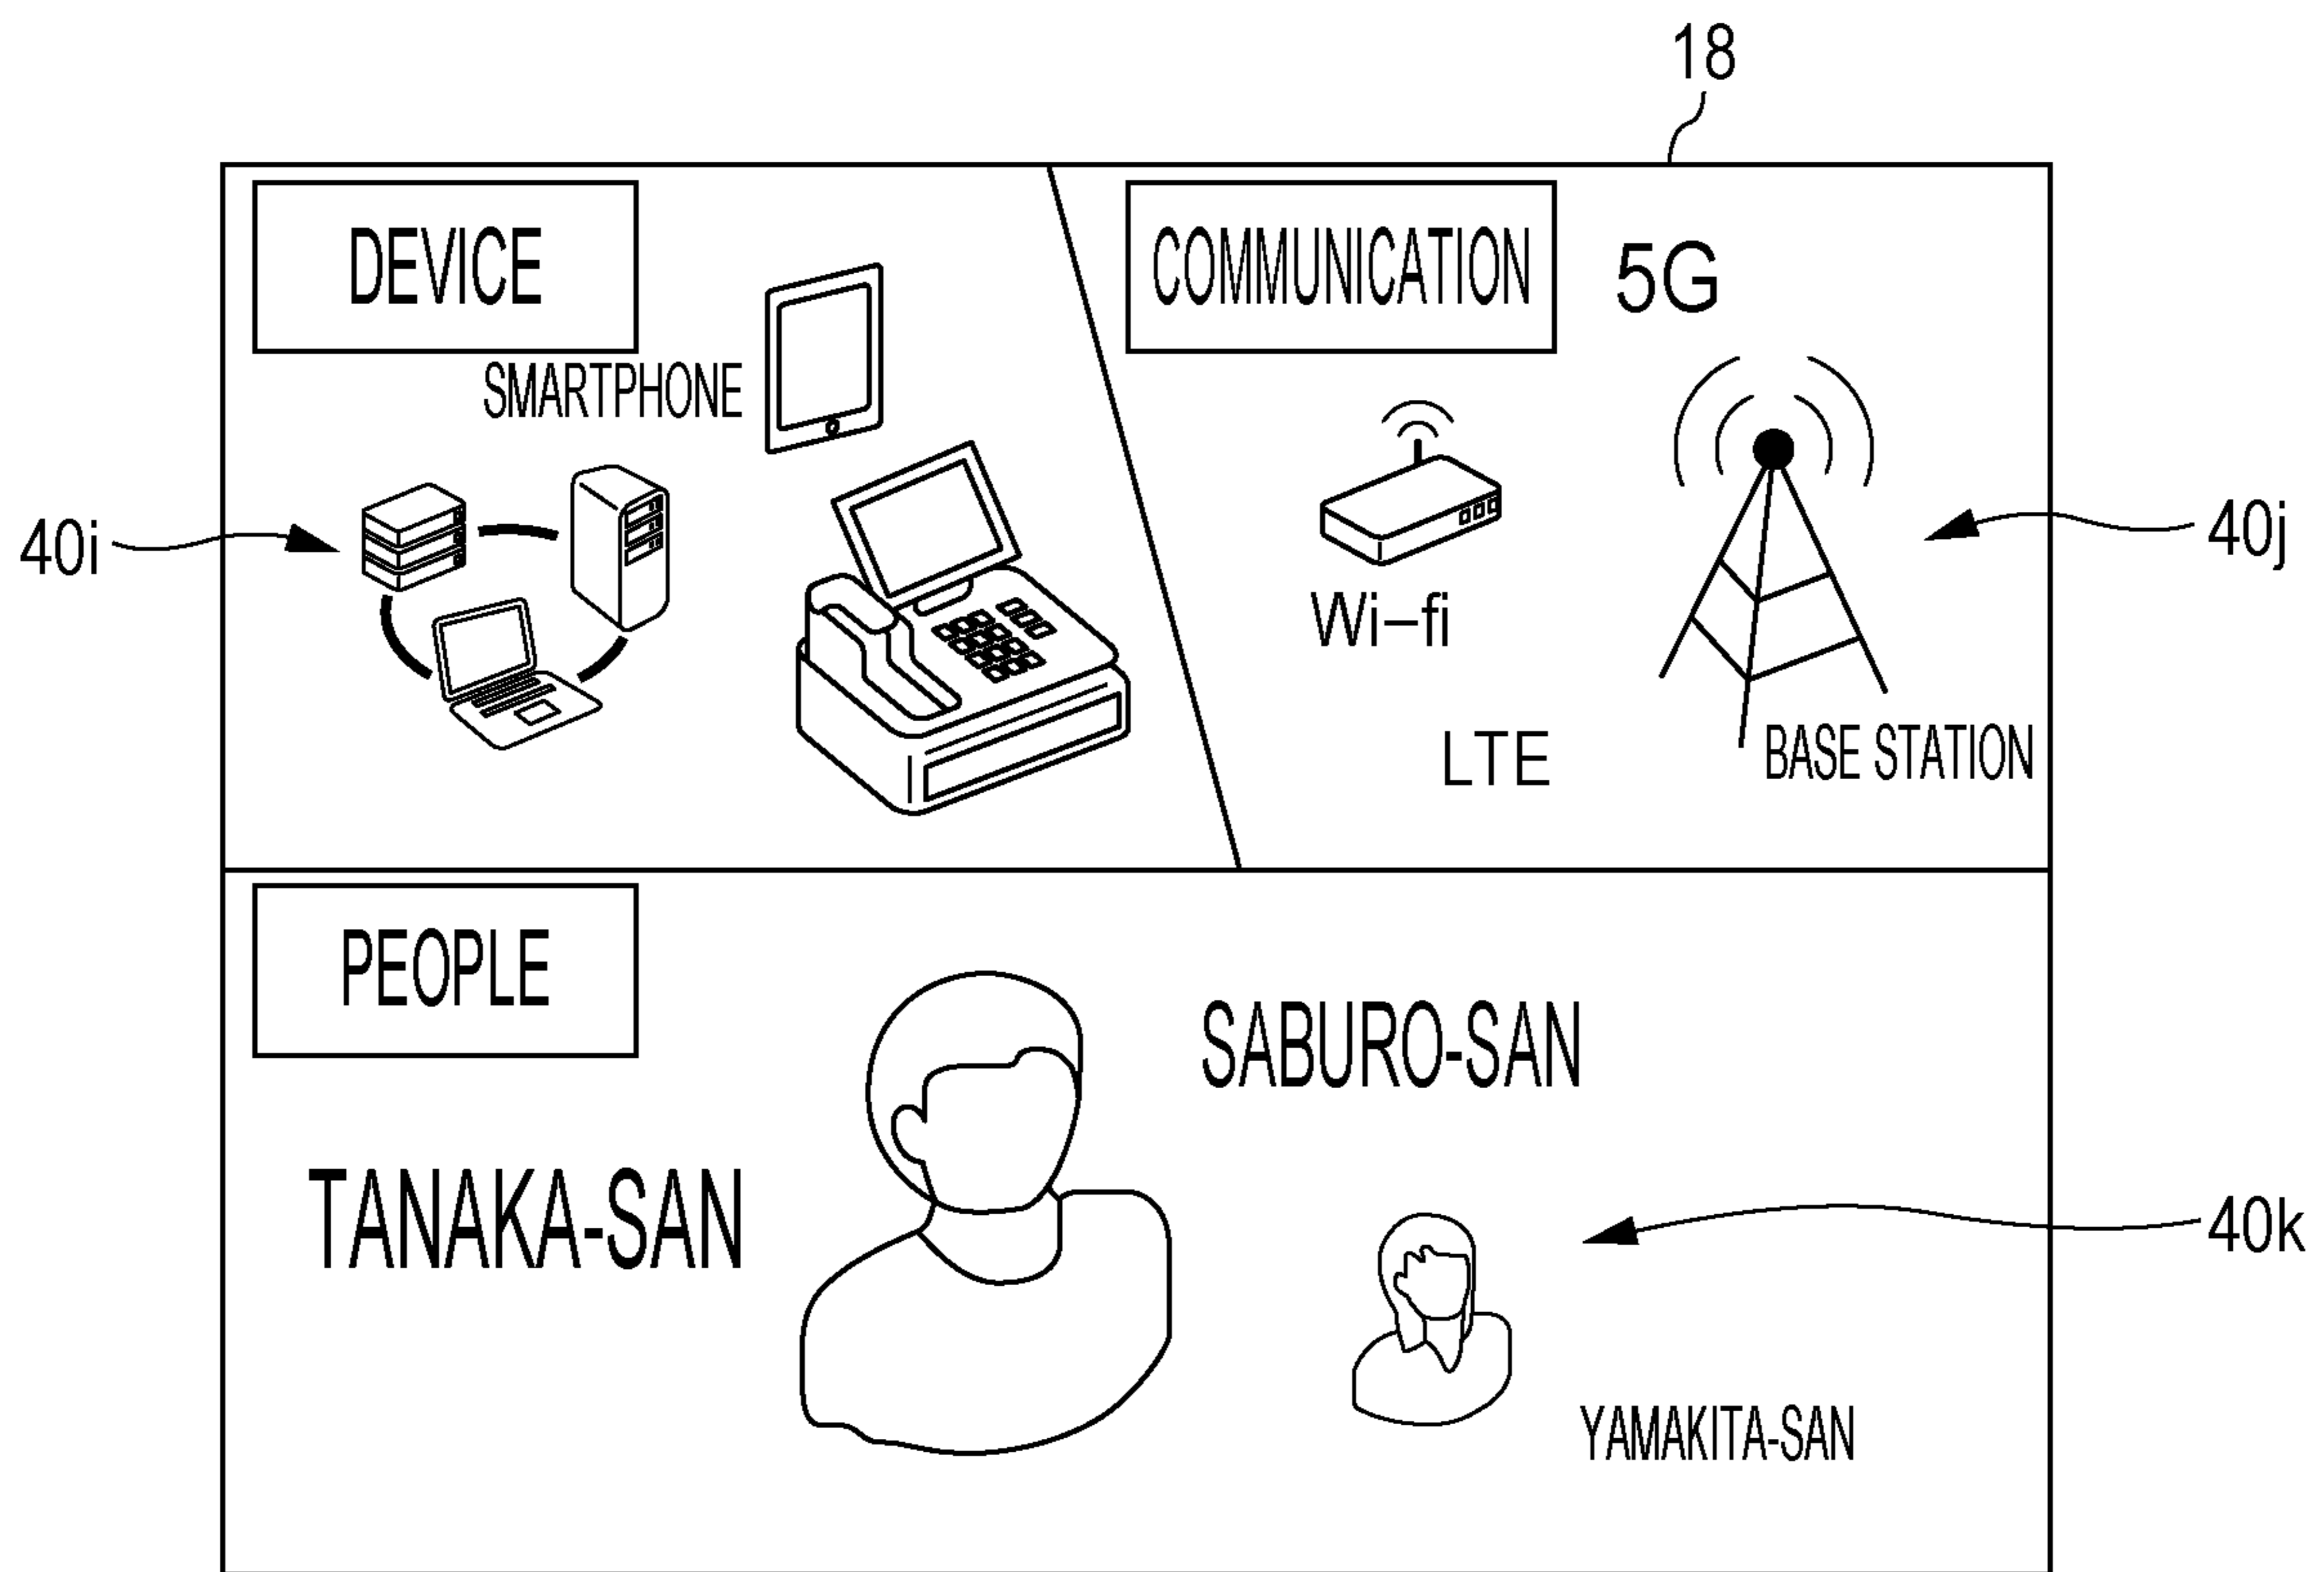 18
DEVICE
COMMUNICATION
5G
SMARTPHONE
40i
40j
Wi-fi
LTE
BASE STATION
PEOPLE
SABURO-SAN
TANAKA-SAN
40k
YAMAKITA-SAN